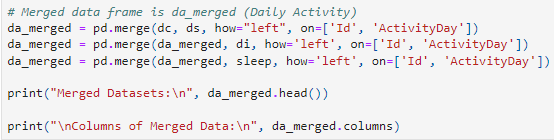 # Merged data frame is da_merged (Daily Activity)
da_merged = pd.merge(dc, ds, how="left", on=['Id', 'ActivityDay'])
da_merged = pd.merge(da_merged, di, how='left', on=['Id', 'ActivityDay'])
da_merged = pd.merge(da_merged, sleep, how='left', on=['Id', 'ActivityDay'])
print("Merged Datasets:\n", da_merged.head())
print("\nColumns of Merged Data:\n", da_merged.columns)